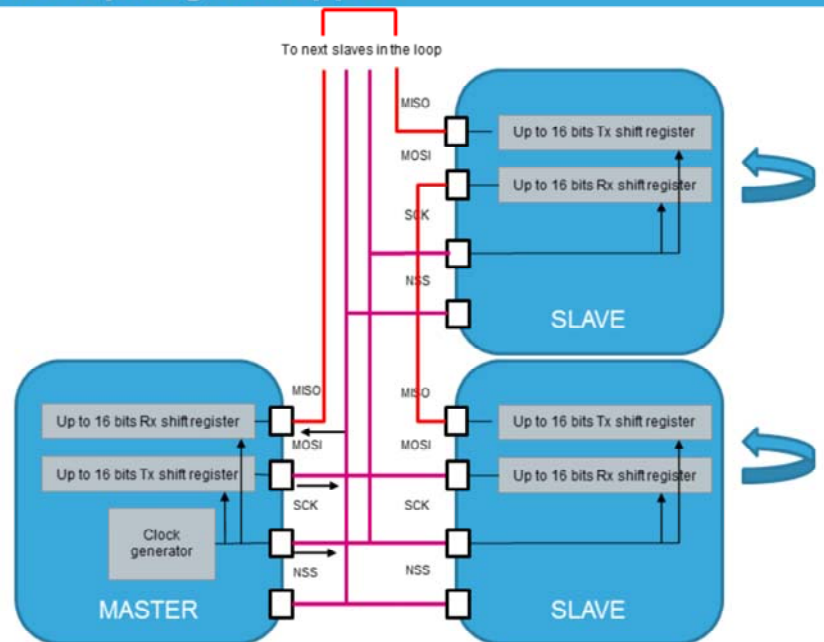 To next slaves in the loop
MISO
Up to 16 bits Tx shift register
MOSI
Up to 16 bits Rx shift register
SCK
NSS
SLAVE
MISO
Up to 16 bits Rx shift register
MOSI
Up to 16 bits Tx shift register
SCK
Clock
generator
NSS
MASTER
MISO
Up to 16 bits Tx shift register
MOSI
Up to 16 bits Rx shift register
SCK
NSS
SLAVE